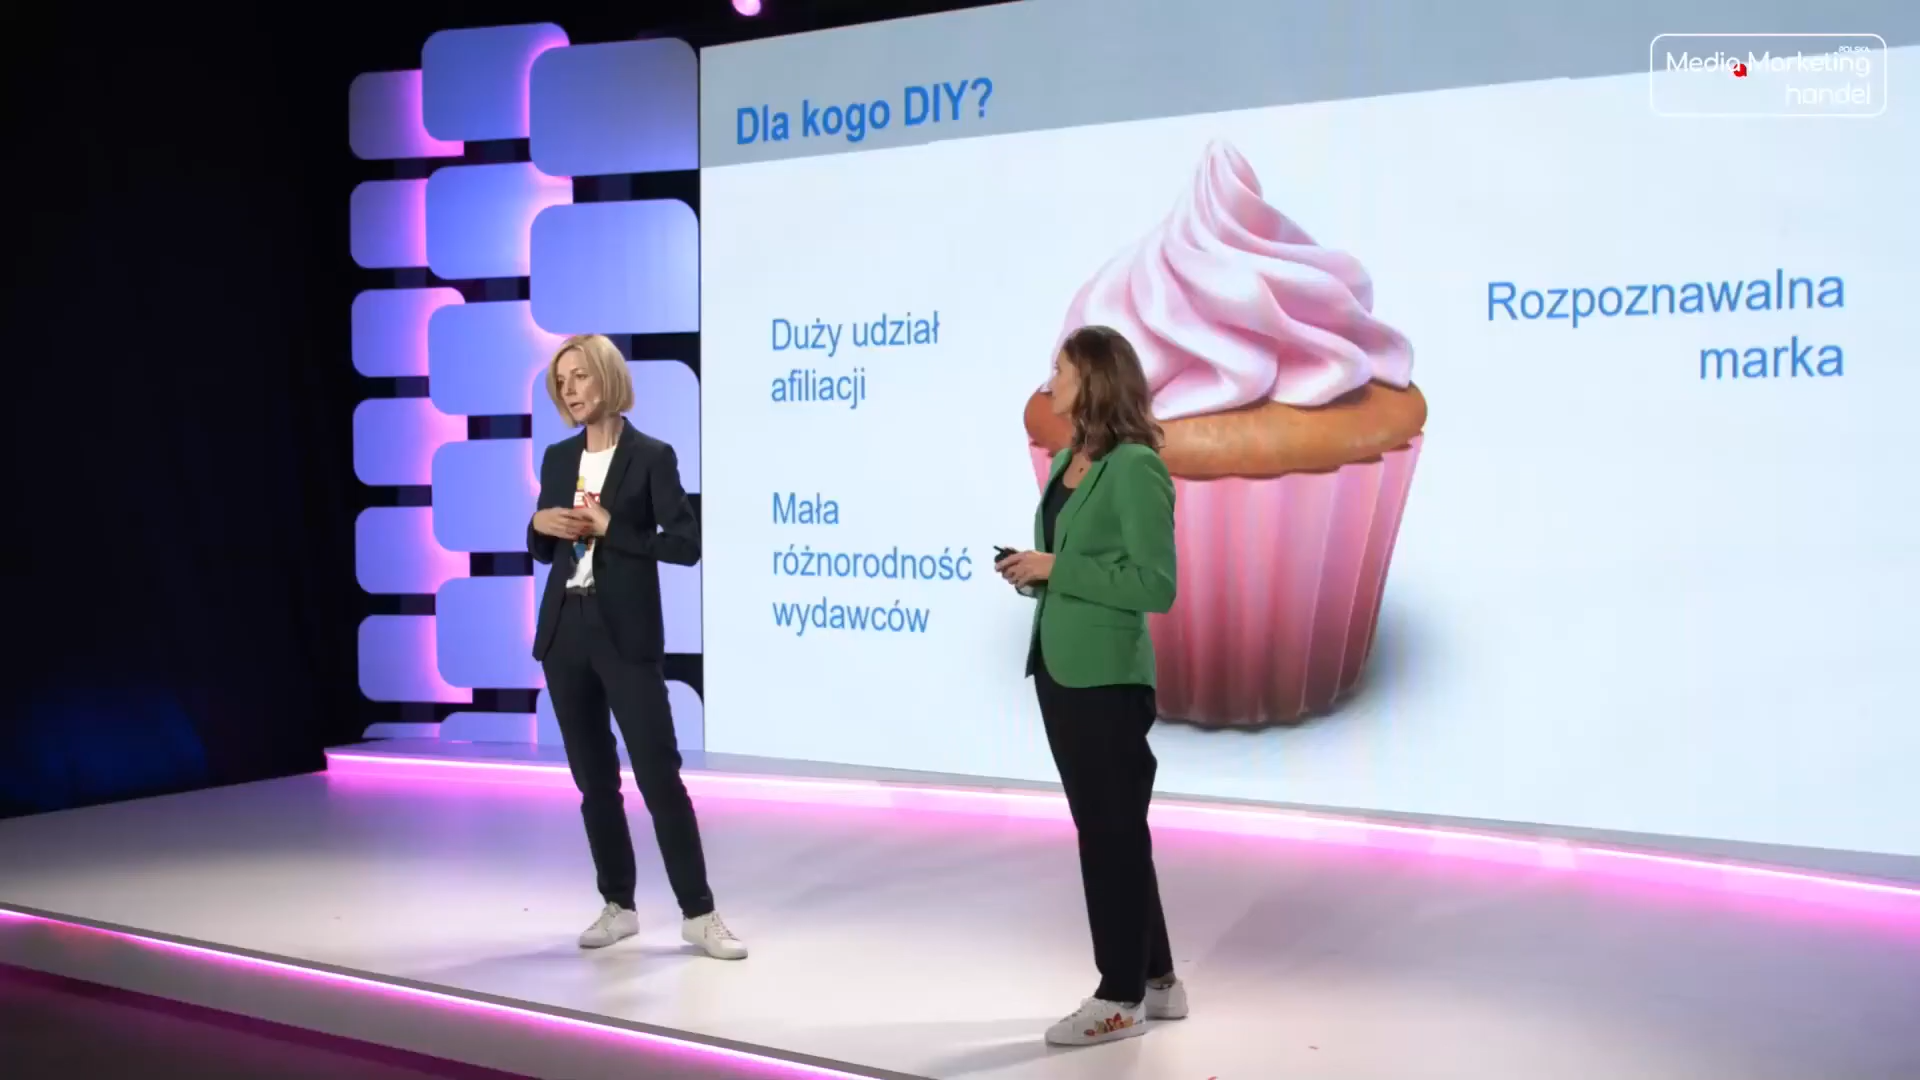 Dla kogo DIY?
Duży udział
afiliacji
Mała
różnorodność
wydawców
Rozpoznawalna
marka
POLSKA
Media Marketing
handel